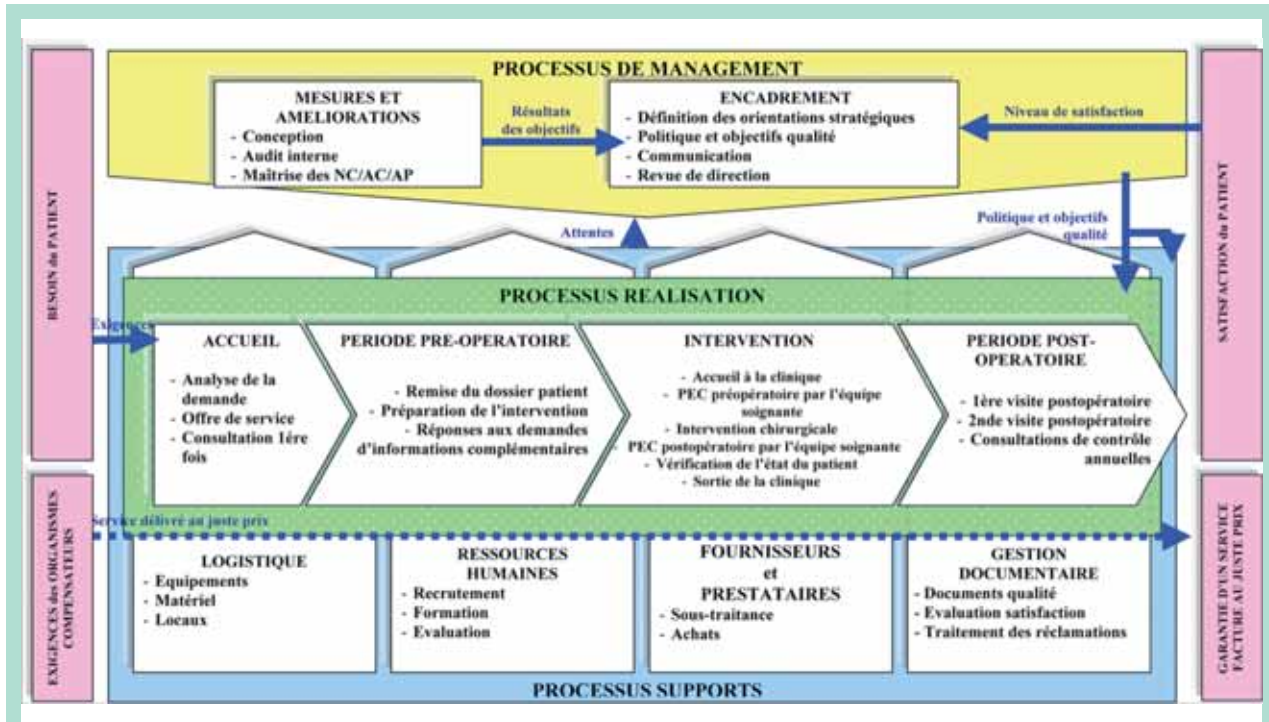 PROCESSUS DE MANAGEMENT
MESURES ET
AMELIORATIONS
- Conception
- Audit interne
- Maîtrise des NC/AC/AP
Résultats
des objectifs
ENCADREMENT
- Définition des orientations stratégiques
- Politique et objectifs qualité
- Communication
- Revue de direction
Niveau de satisfaction
BESOIN du PATIENT
SATISFACTION du PATIENT
Attentes
Politique et objectifs
qualité
PROCESSUS REALISATION
Exigences
ACCUEIL
- Analyse de la
demande
- Offre de service
- Consultation 1ére
fois
PERIODE PRE-OPERATOIRE
- Remise du dossier patient
- Préparation de l'intervention
- Réponses aux demandes
d'informations complémentaires
INTERVENTION
- Accueil à la clinique
- PEC préopératoire par l'équipe
soignante
- Intervention chirurgicale
PEC postopératoire par l'équipe soignante
- Vérification de l'état du patient
- Sortie de la clinique
PERIODE POST-
OPERATOIRE
- 1ère visite postopératoire
- 2nde visite postopératoire
- Consultations de contrôle
annuelles
EXIGENCES des ORGANISMES
COMPENSATEURS
Service délivré au juste prix
GARANTIE D'UN SERVICE
FACTURE AU JUSTE PRIX
LOGISTIQUE
- Equipements
- Matériel
- Locaux
RESSOURCES
HUMAINES
- Recrutement
- Formation
- Evaluation
FOURNISSEURS
et
PRESTATAIRES
- Sous-traitance
- Achats
GESTION
DOCUMENTAIRE
- Documents qualité
- Evaluation satisfaction
- Traitement des réclamations
PROCESSUS SUPPORTS